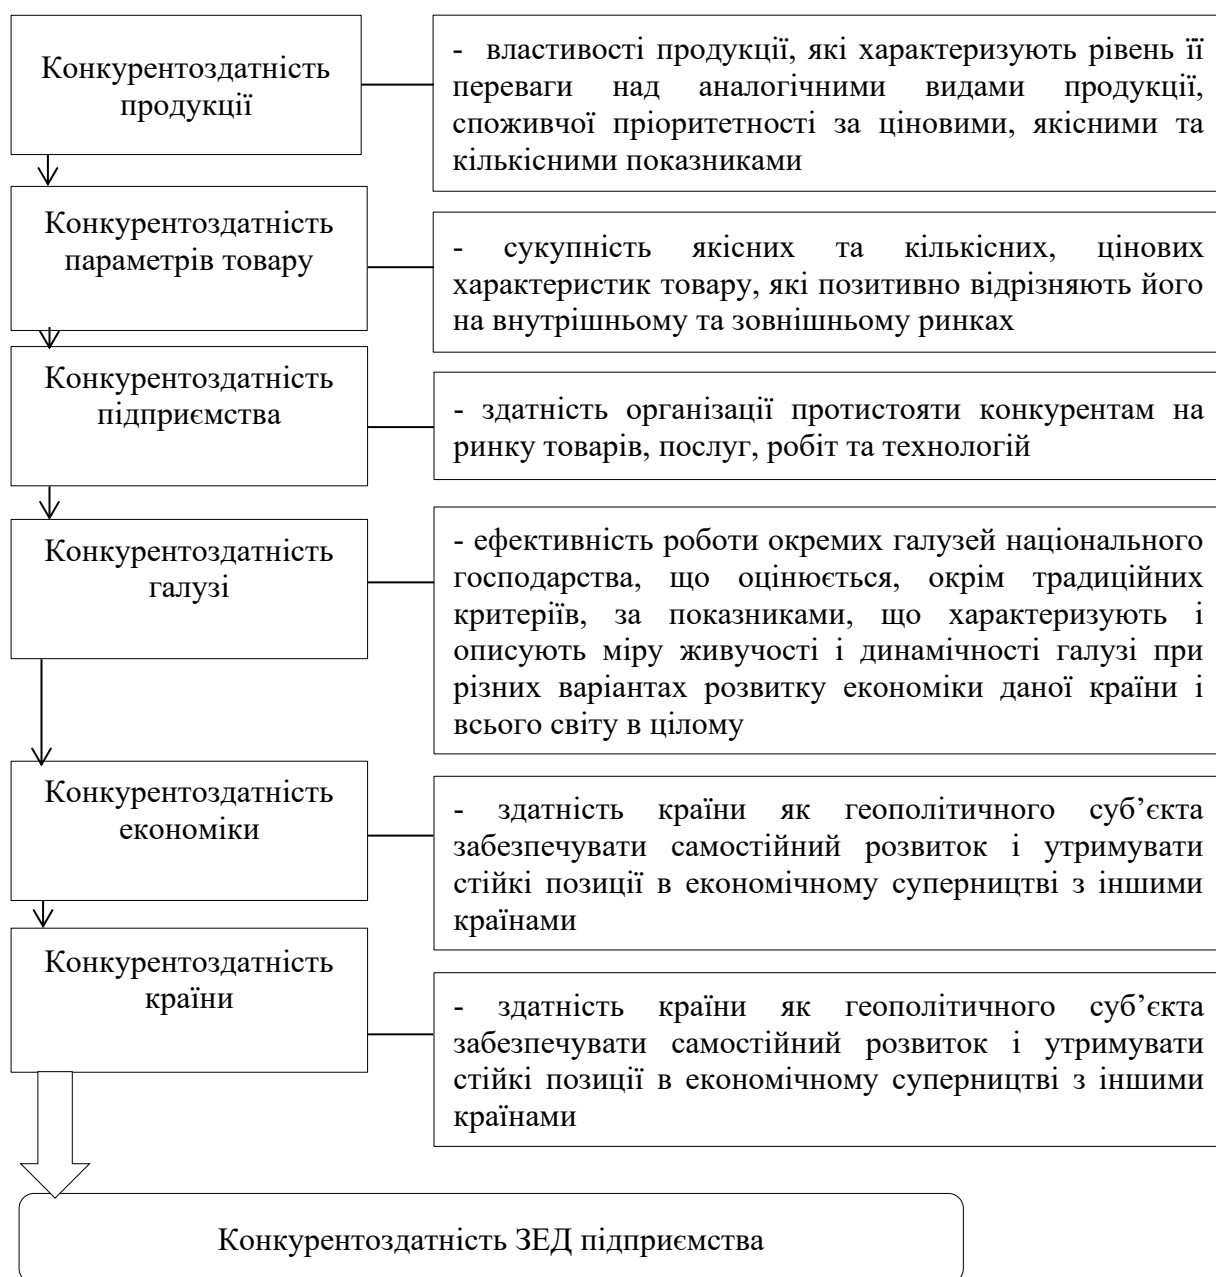 Конкурентоздатність
продукції
- властивості продукції, які характеризують рівень її
переваги над аналогічними видами продукції,
споживчої пріоритетності за ціновими, якісними та
кількісними показниками
Конкурентоздатність
параметрів товару
- сукупність якісних та кількісних, цінових
характеристик товару, які позитивно відрізняють його
на внутрішньому та зовнішньому ринках
Конкурентоздатність
підприємства
- здатність організації протистояти конкурентам на
ринку товарів, послуг, робіт та технологій
Конкурентоздатність
галузі
- ефективність роботи окремих галузей національного
господарства, що оцінюється, окрім традиційних
критеріїв, за показниками, що характеризують і
описують міру живучості і динамічності галузі при
різних варіантах розвитку економіки даної країни і
всього світу в цілому
Конкурентоздатність
економіки
- здатність країни як геополітичного суб’єкта
забезпечувати самостійний розвиток і утримувати
стійкі позиції в економічному суперництві з іншими
країнами
Конкурентоздатність
країни
- здатність країни як геополітичного суб’єкта
забезпечувати самостійний розвиток і утримувати
стійкі позиції в економічному суперництві з іншими
країнами
Конкурентоздатність ЗЕД підприємства